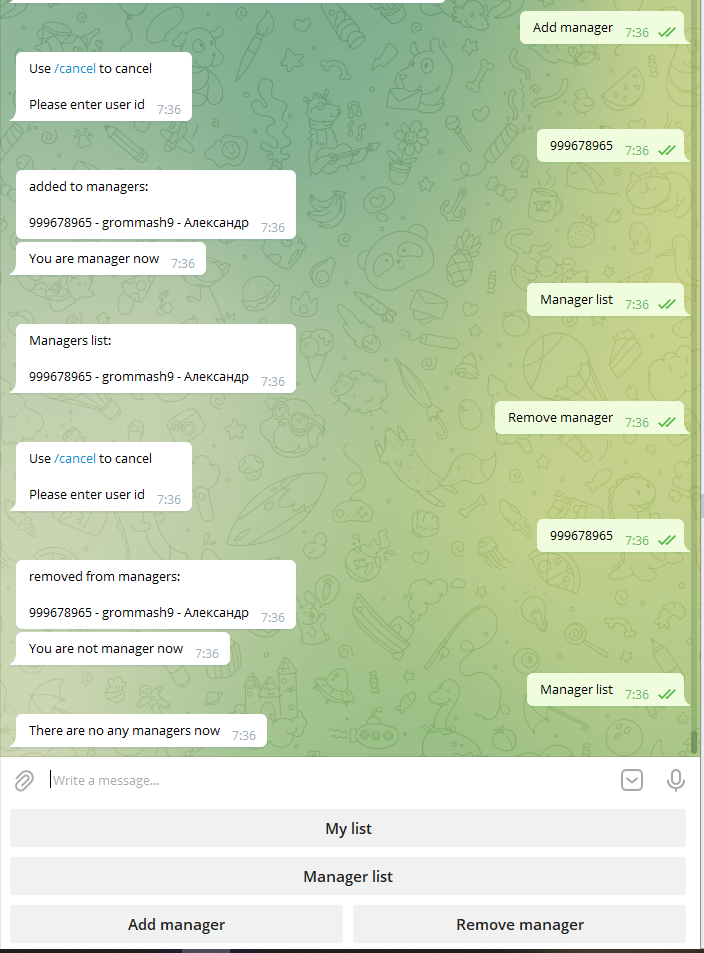 Add manager 7:36
Use /cancel to cancel
Please enter user id 7:36
999678965 7:36
added to managers:
999678965 - grommash9 - Александр 7:36
You are manager now 7:36
Manager list 7:36
Managers list:
999678965 - grommash9 - Александр 7:36
Remove manager 7:36
Use /cancel to cancel
Please enter user id 7:36
999678965 7:36
removed from managers:
999678965 - grommash9 - Александр 7:36
You are not manager now 7:36
Manager list 7:36
There are no any managers now 7:36
Write a message...
My list
Manager list
Add manager
Remove manager